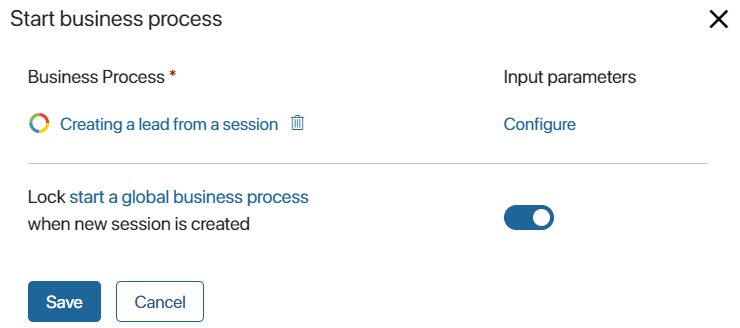 Start business process
Business Process * Input parameters
Creating a lead from a session Configure
Lock start a global business process
when new session is created
Save Cancel